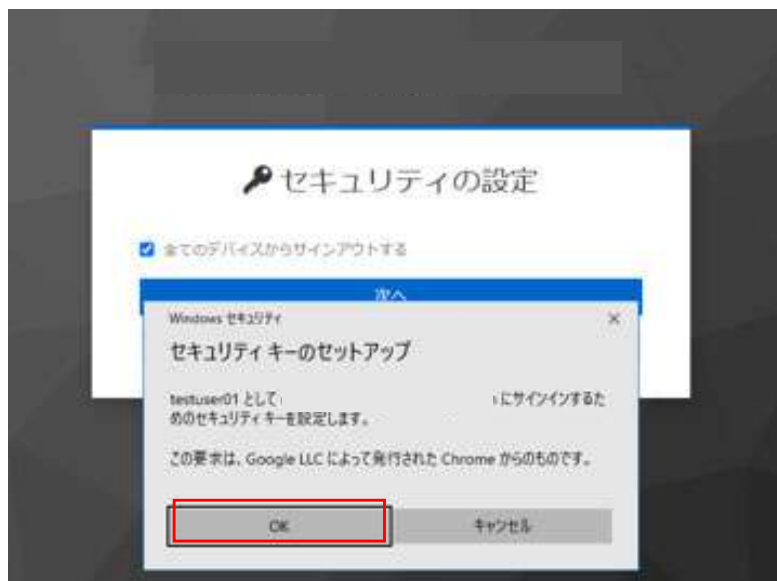 セキュリティの設定
全てのデバイスからサインアウトする
次へ
Windows セキュリティ
セキュリティ キーのセットアップ
testuser01 として にサインインするた
めのセキュリティ キーを設定します。
この要求は、Google LLC によって発行された Chrome からのものです。
OK キャンセル